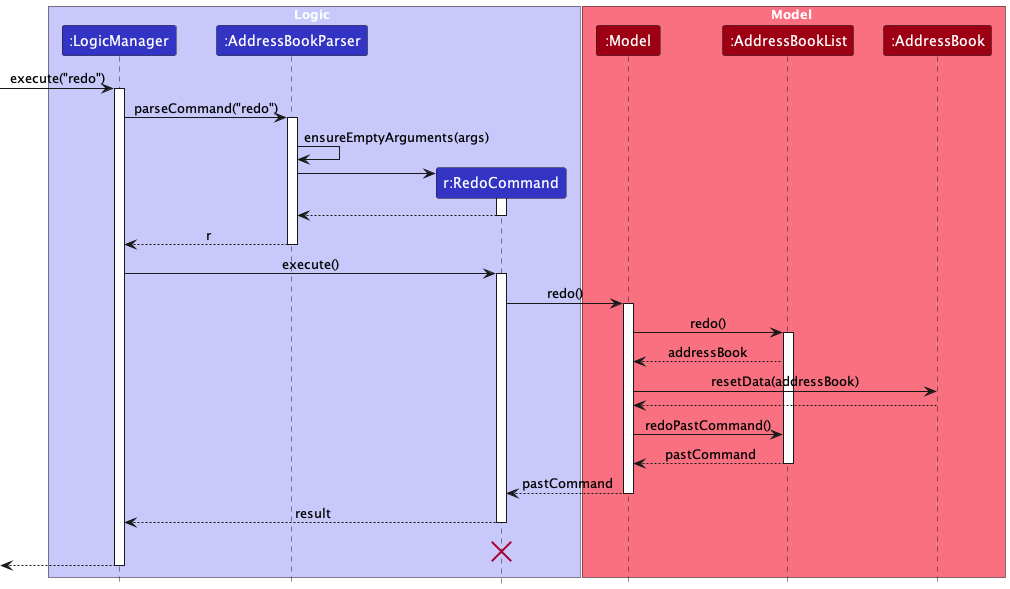 Logic
Model
:LogicManager
:AddressBookParser
:Model
:AddressBookList
:AddressBook
execute("redo")
parseCommand("redo")
ensureEmptyArguments(args)
r:RedoCommand
r
execute()
redo()
redo()
addressBook
resetData(addressBook)
redoPastCommand()
pastCommand
pastCommand
result